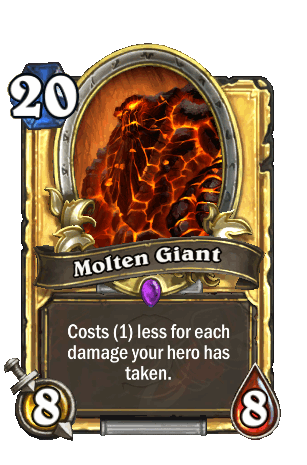 20
Molten Giant
Costs (1) less for each
damage your hero has
taken.
8
8